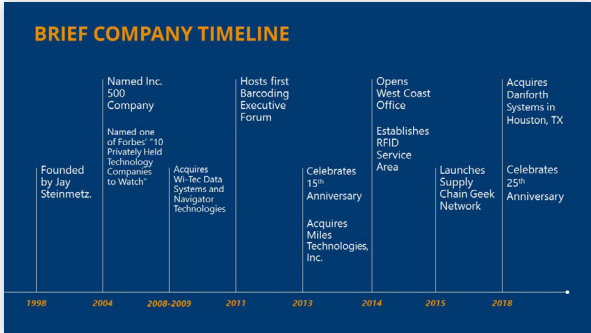 BRIEF COMPANY TIMELINE
Named Inc.
500
Company
Named one
of Forbes' "10
Privately Held
Technology
Companies
to Watch"
Hosts first
Barcoding
Executive
Forum
Opens
West Coast
Office
Establishes
RFID
Service
Area
Acquires
Danforth
Systems in
Houston, TX
Founded
by Jay
Steinmetz.
Acquires
Wi-Tec Data
Systems and
Navigator
Technologies
Celebrates
15th
Anniversary
Acquires
Miles
Technologies,
Inc.
Launches
Supply
Chain Geek
Network
Celebrates
25th
Anniversary
1998
2004
2008-2009
2011
2013
2014
2015
2018